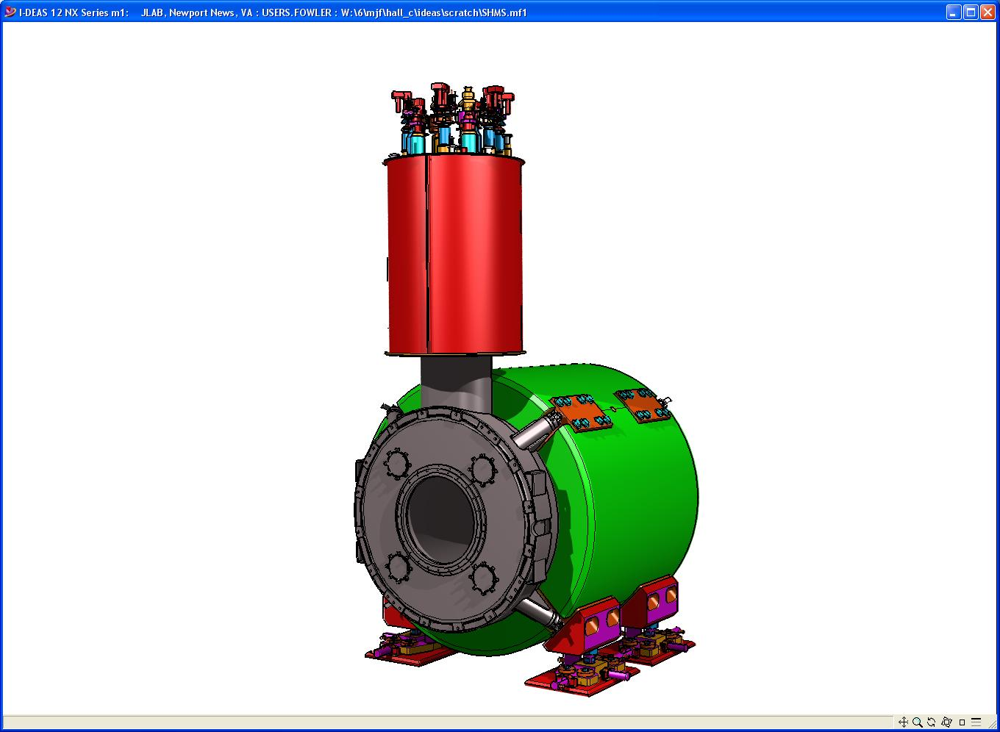 I-DEAS 12 NX Series m1:    JLAB, Newport News, VA : USERS.FOWLER : W:\6\mjf\hall_c\ideas\scratch\SHMS.mf1